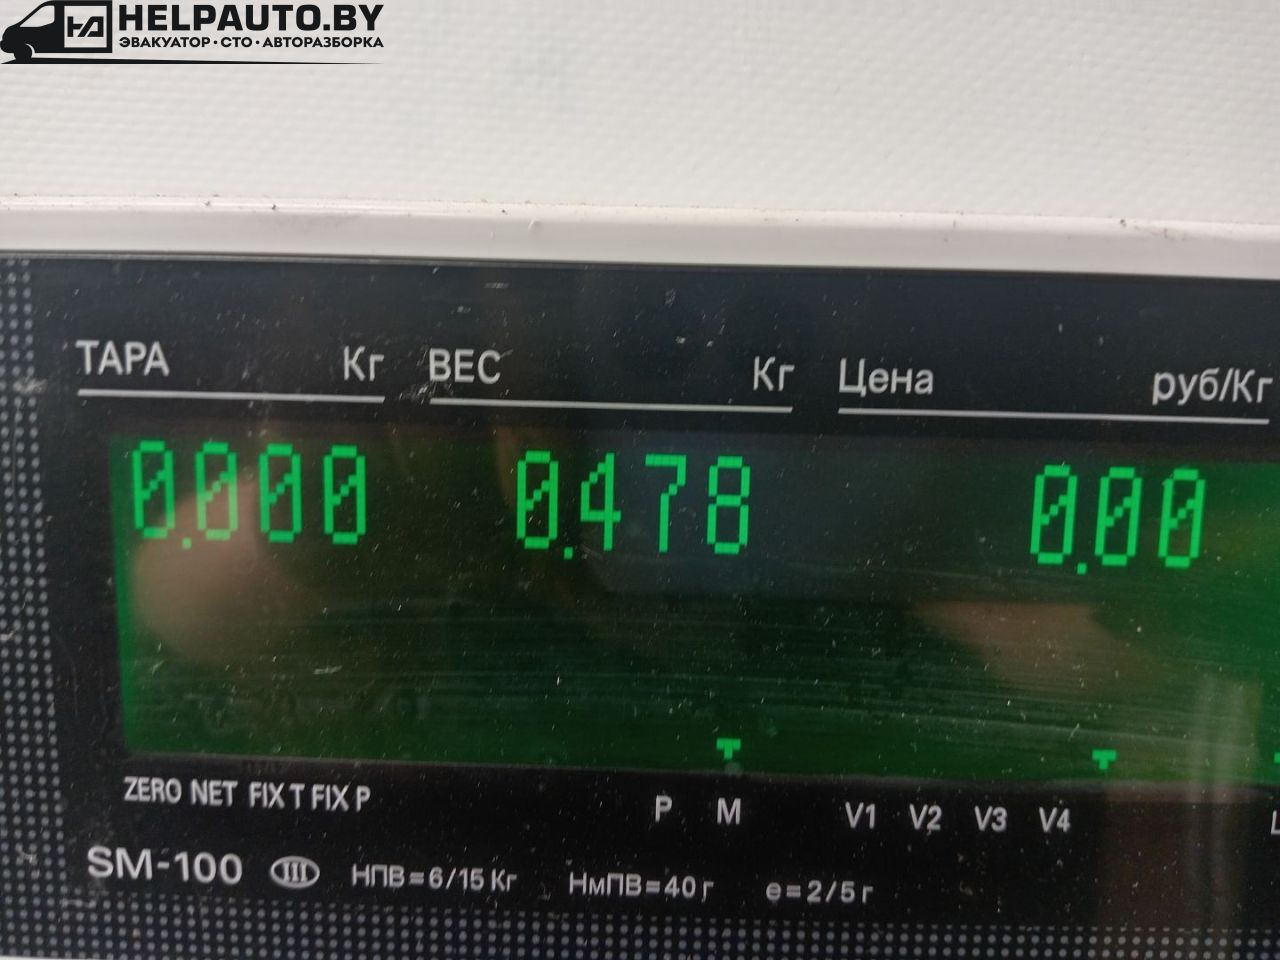 HELPAUTO.BY
ЭВАКУАТОР·СТО·АВТОРАЗБОРКА
ТАРА Кг ВЕС Кг Цена руб/Кг
0.000 0.478 0.00
ZERO NET FIX T FIX P P M V1 V2 V3 V4
SM-100 III НПВ=6/15 Кг НмПВ=40 г e=2/5 г